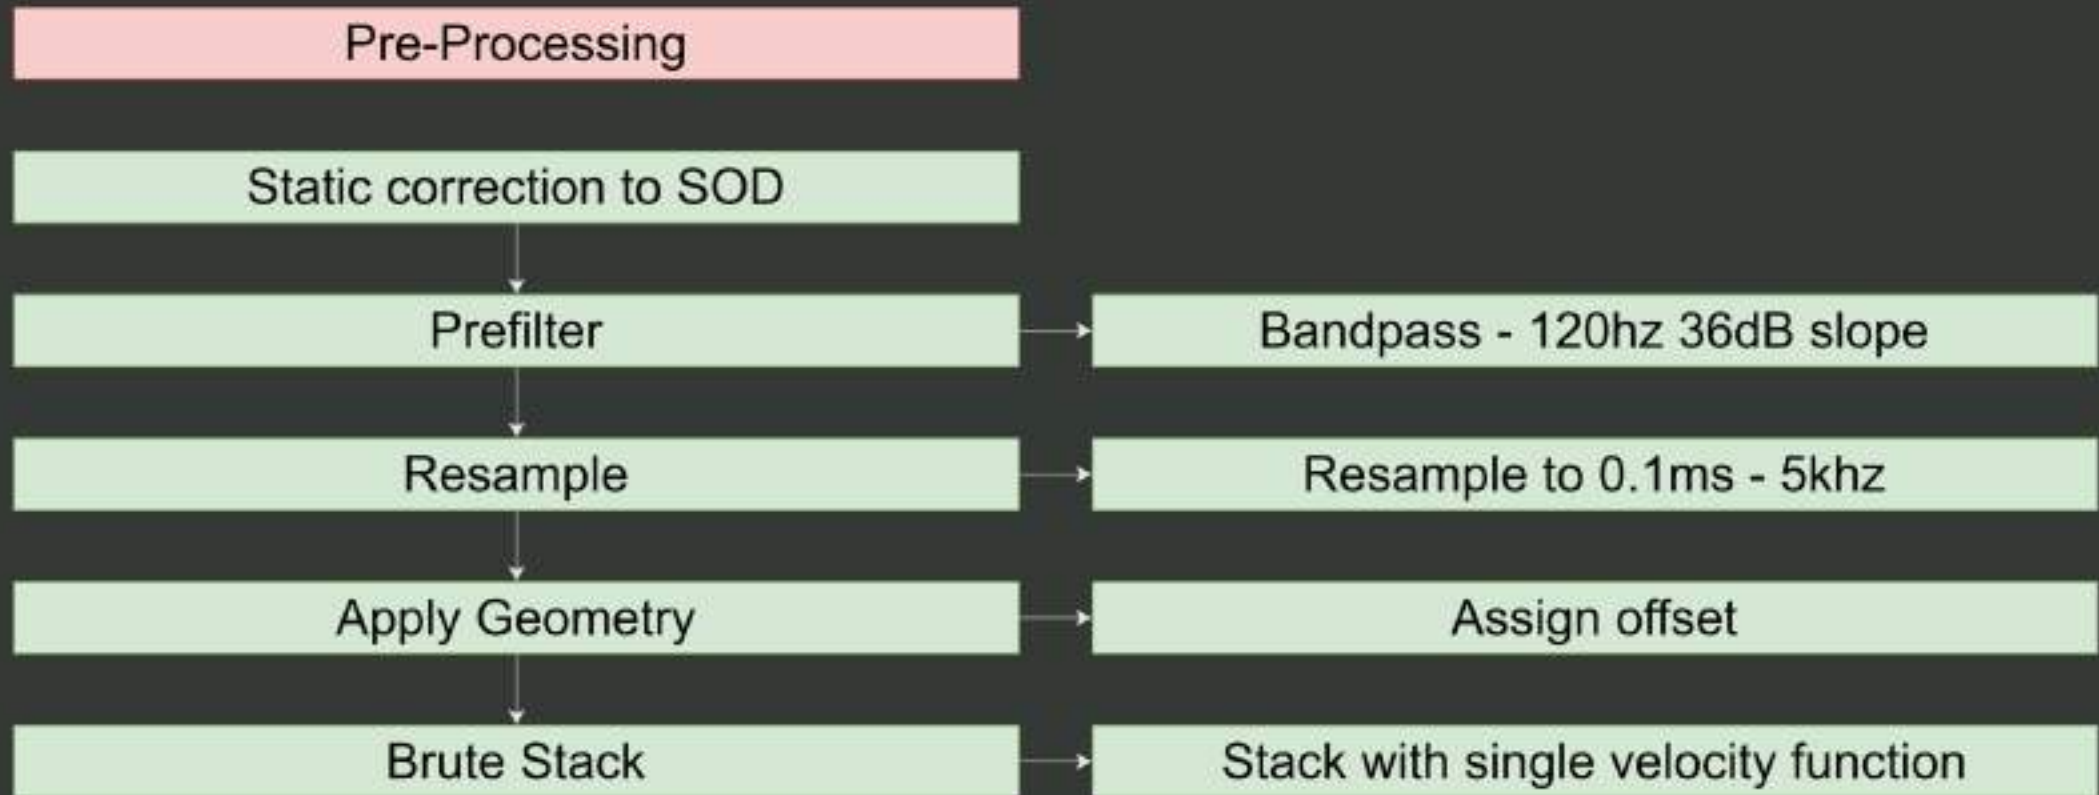 Pre-Processing
Static correction to SOD
Prefilter
Bandpass - 120hz 36dB slope
Resample
Resample to 0.1ms - 5khz
Apply Geometry
Assign offset
Brute Stack
Stack with single velocity function